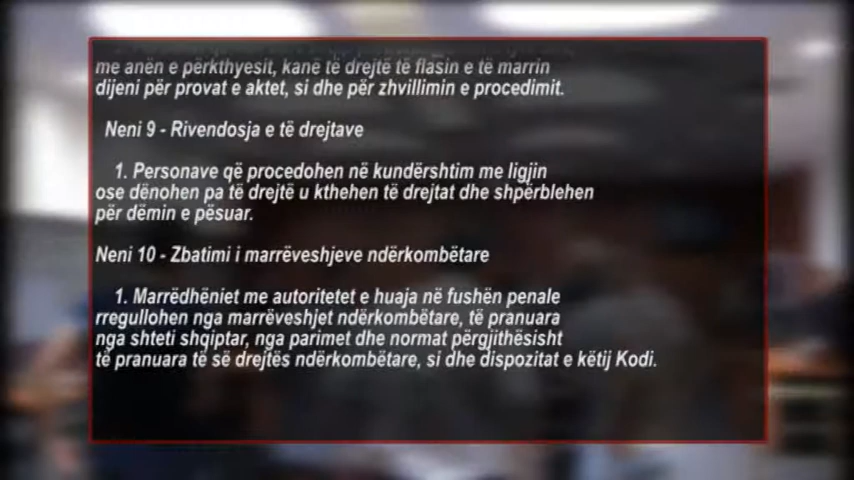 me anën e përkthyesit, kanë të drejtë të flasin e të marrin
dijeni për provat e aktet, si dhe për zhvillimin e procedimit.
Neni 9 - Rivendosja e të drejtave
1. Personave që procedohen në kundërshtim me ligjin
ose dënohen pa të drejtë u kthehen të drejtat dhe shpërblehen
për dëmin e pësuar.
Neni 10 - Zbatimi i marrëveshjeve ndërkombëtare
1. Marrëdhëniet me autoritetet e huaja në fushën penale
rregullohen nga marrëveshjet ndërkombëtare, të pranuara
nga shteti shqiptar, nga parimet dhe normat përgjithësisht
të pranuara të së drejtës ndërkombëtare, si dhe dispozitat e këtij Kodi.